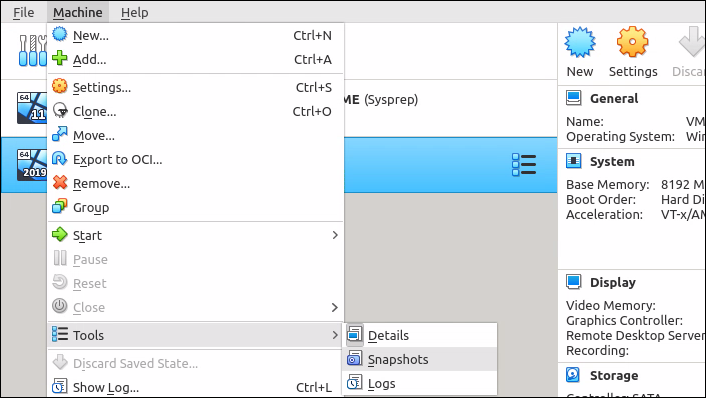 File Machine Help
New... Ctrl+N
Add... Ctrl+A
Settings... Ctrl+S
Clone... Ctrl+O
Move...
Export to OCI...
Remove...
Group
Start
Pause
Reset
Close
Tools
Discard Saved State...
Show Log... Ctrl+L
Details
Snapshots
Logs
64
11
ME (Sysprep)
64
2019
New Settings Discar
General
Name: VM
Operating System: Win
System
Base Memory: 8192 M
Boot Order: Hard Di
Acceleration: VT-x/AM
Display
Video Memory:
Graphics Controller:
Remote Desktop Server
Recording:
Storage
Controller: SATA